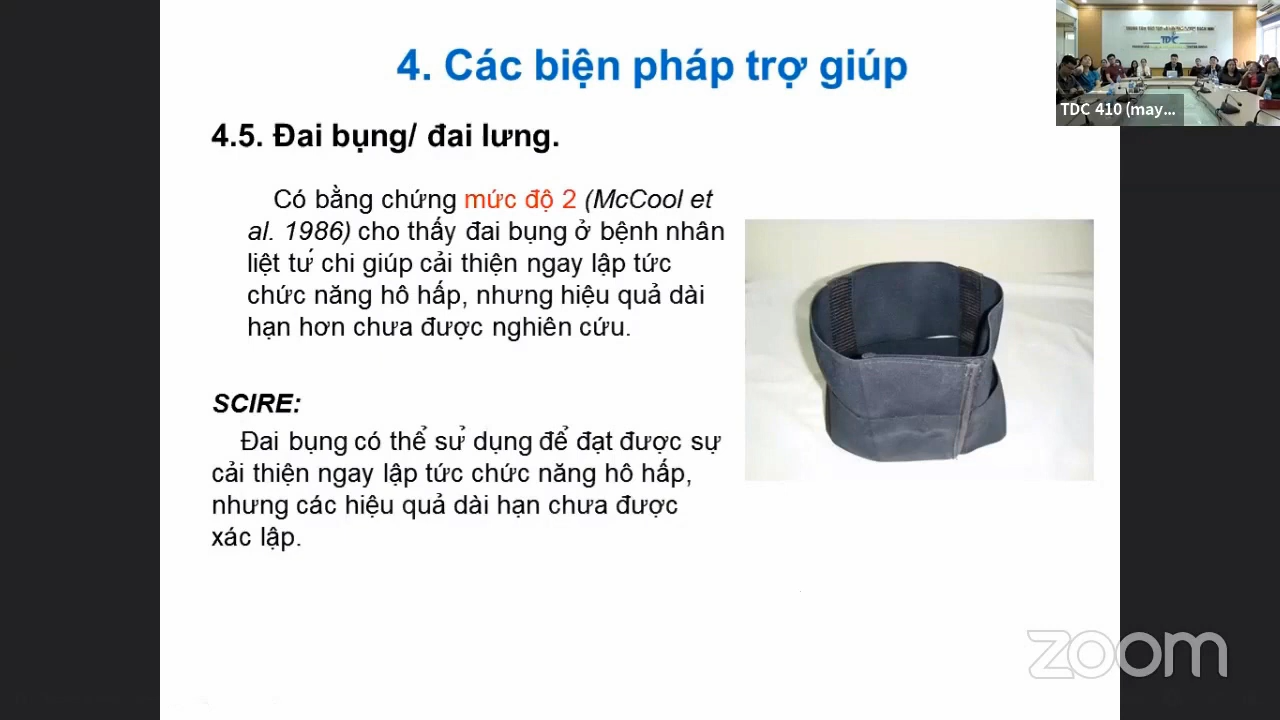 4. Các biện pháp trợ giúp
TDC
TDC 410 (may...
4.5. Đai bụng/ đai lưng.
Có bằng chứng mức độ 2 (McCool et
al. 1986) cho thấy đai bụng ở bệnh nhân
liệt tứ chi giúp cải thiện ngay lập tức
chức năng hô hấp, nhưng hiệu quả dài
hạn hơn chưa được nghiên cứu.
SCIRE:
Đai bụng có thể sử dụng để đạt được sự
cải thiện ngay lập tức chức năng hô hấp,
nhưng các hiệu quả dài hạn chưa được
xác lập.
zoom